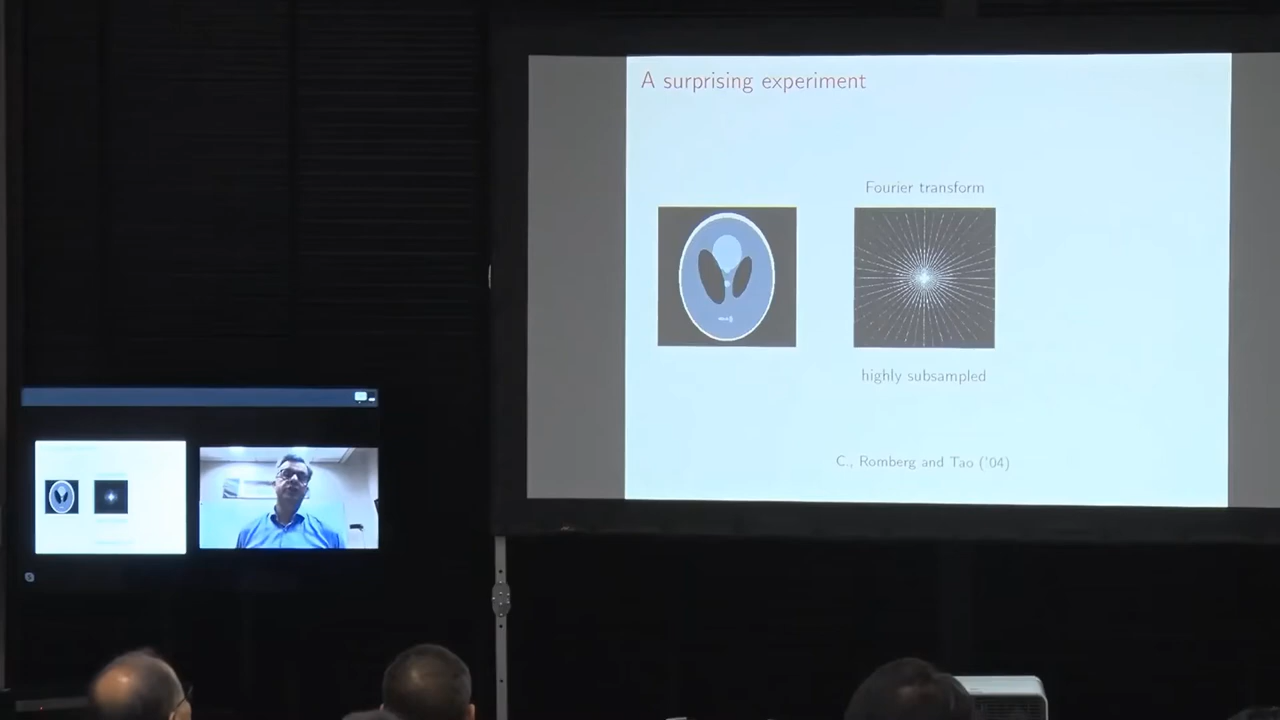 A surprising experiment
Fourier transform
highly subsampled
C., Romberg and Tao ('04)